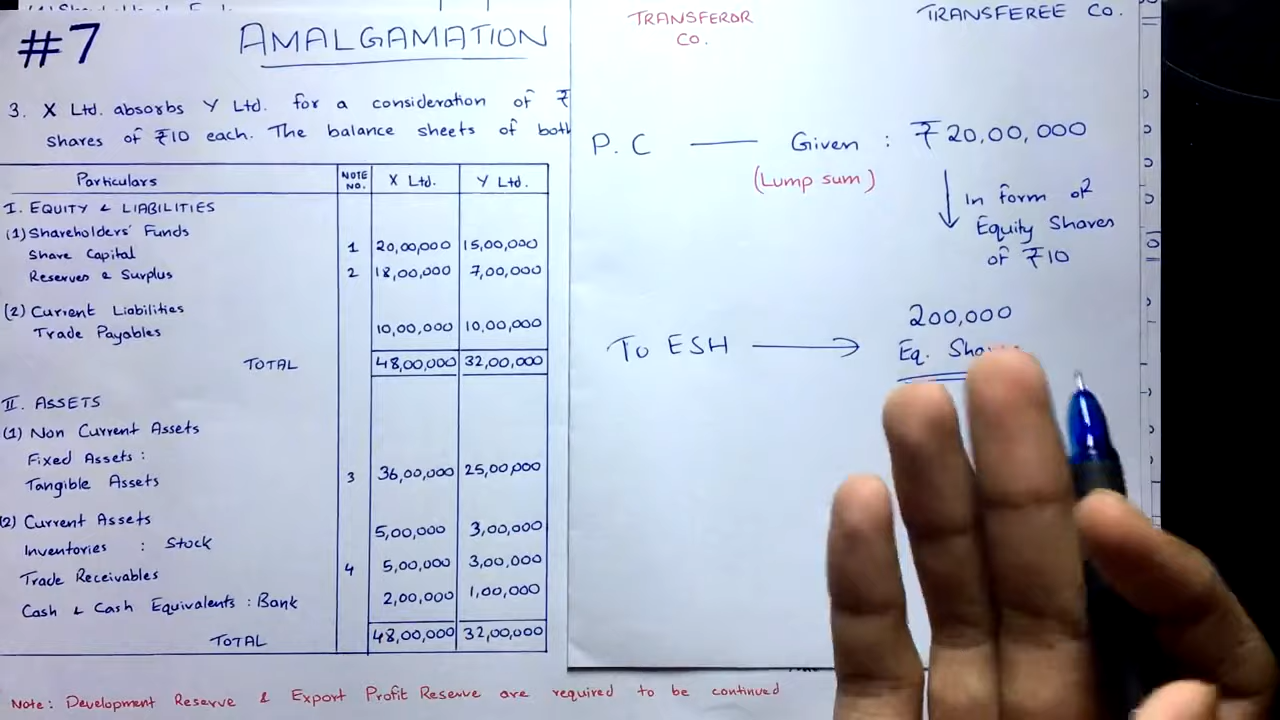 #7 AMALGAMATION
3. X Ltd. absorbs Y Ltd. for a consideration of ₹
shares of ₹10 each. The balance sheets of both
Particulars NOTE NO. X Ltd. Y Ltd.
I. EQUITY & LIABILITIES
(1) Shareholders' Funds
Share Capital 1 20,00,000 15,00,000
Reserves & Surplus 2 18,00,000 7,00,000
(2) Current Liabilities
Trade Payables 10,00,000 10,00,000
TOTAL 48,00,000 32,00,000
II. ASSETS
(1) Non Current Assets
Fixed Assets :
Tangible Assets 3 36,00,000 25,00,000
(2) Current Assets
Inventories : Stock 5,00,000 3,00,000
Trade Receivables 4 5,00,000 3,00,000
Cash & Cash Equivalents : Bank 2,00,000 1,00,000
TOTAL 48,00,000 32,00,000
Note: Development Reserve & Export Profit Reserve are required to be continued
TRANSFEROR
CO.
TRANSFEREE CO.
P.C — Given : ₹20,00,000
(Lump sum)
In form of
Equity Shares
of ₹10
To ESH → 200,000
Eq.